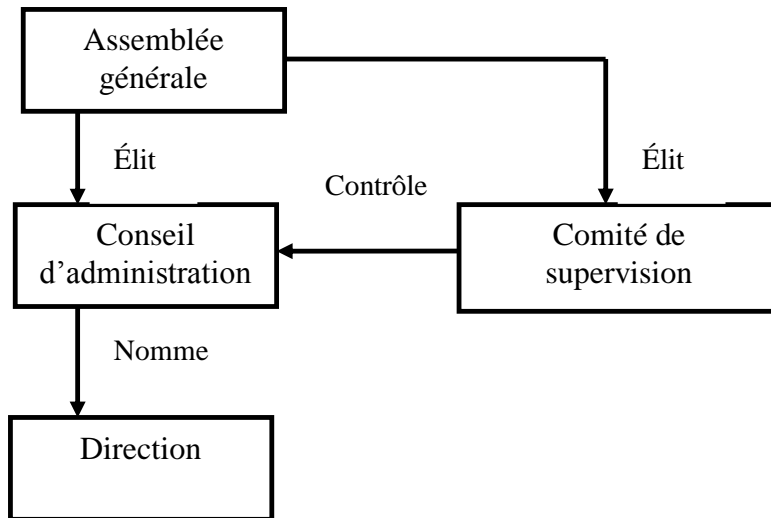 Assemblée
générale
Élit
Élit
Contrôle
Conseil
d'administration
Comité de
supervision
Nomme
Direction